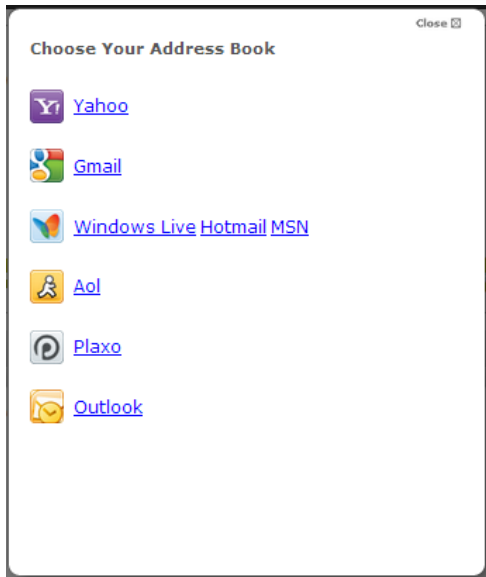 Close
Choose Your Address Book
Yahoo
Gmail
Windows Live Hotmail MSN
Aol
Plaxo
Outlook